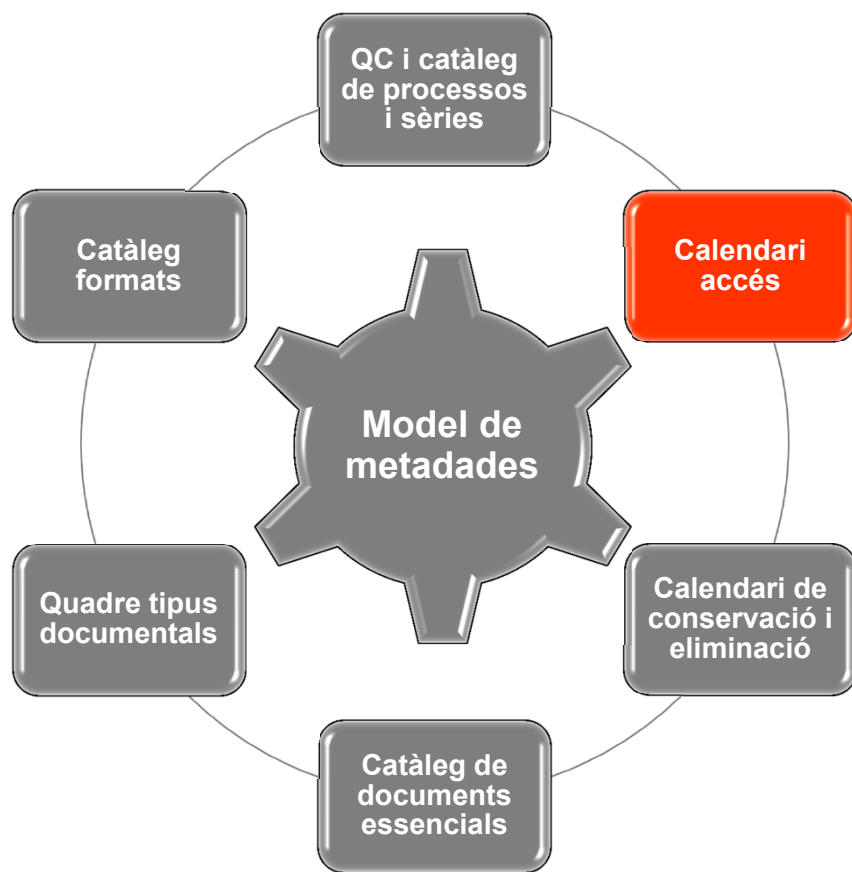 QC i catàleg
de processos
i sèries
Catàleg
formats
Calendari
accés
Model de
metadades
Quadre tipus
documentals
Calendari de
conservació i
eliminació
Catàleg de
documents
essencials